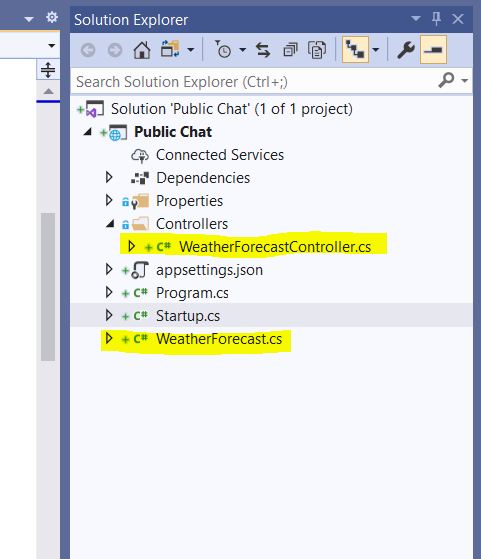 Solution Explorer
Search Solution Explorer (Ctrl+;)
Solution 'Public Chat' (1 of 1 project)
Public Chat
Connected Services
Dependencies
Properties
Controllers
C# WeatherForecastController.cs
appsettings.json
C# Program.cs
C# Startup.cs
C# WeatherForecast.cs